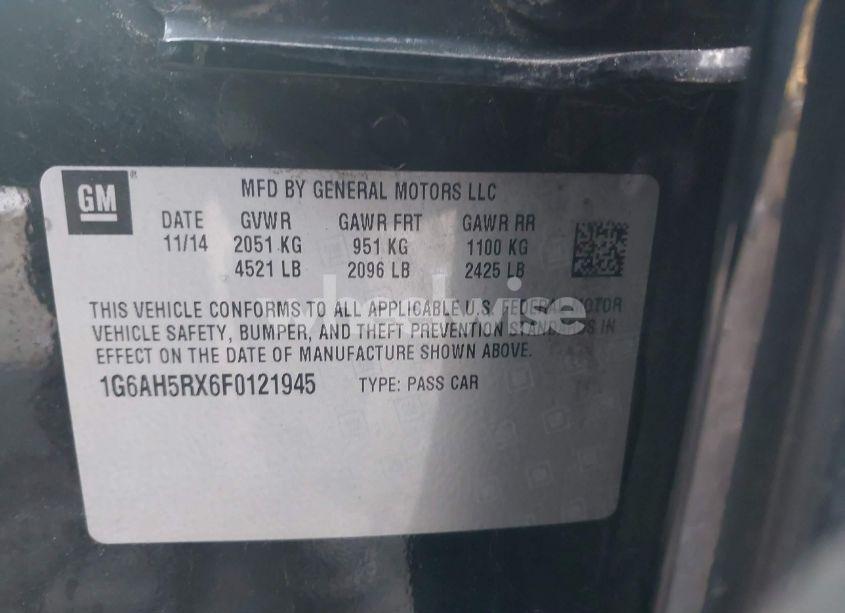 GM
MFD BY GENERAL MOTORS LLC
DATE GVWR GAWR FRT GAWR RR
11/14 2051 KG 951 KG 1100 KG
4521 LB 2096 LB 2425 LB
THIS VEHICLE CONFORMS TO ALL APPLICABLE U.S. FEDERAL MOTOR
VEHICLE SAFETY, BUMPER, AND THEFT PREVENTION STANDARDS IN
EFFECT ON THE DATE OF MANUFACTURE SHOWN ABOVE.
1G6AH5RX6F0121945 TYPE: PASS CAR